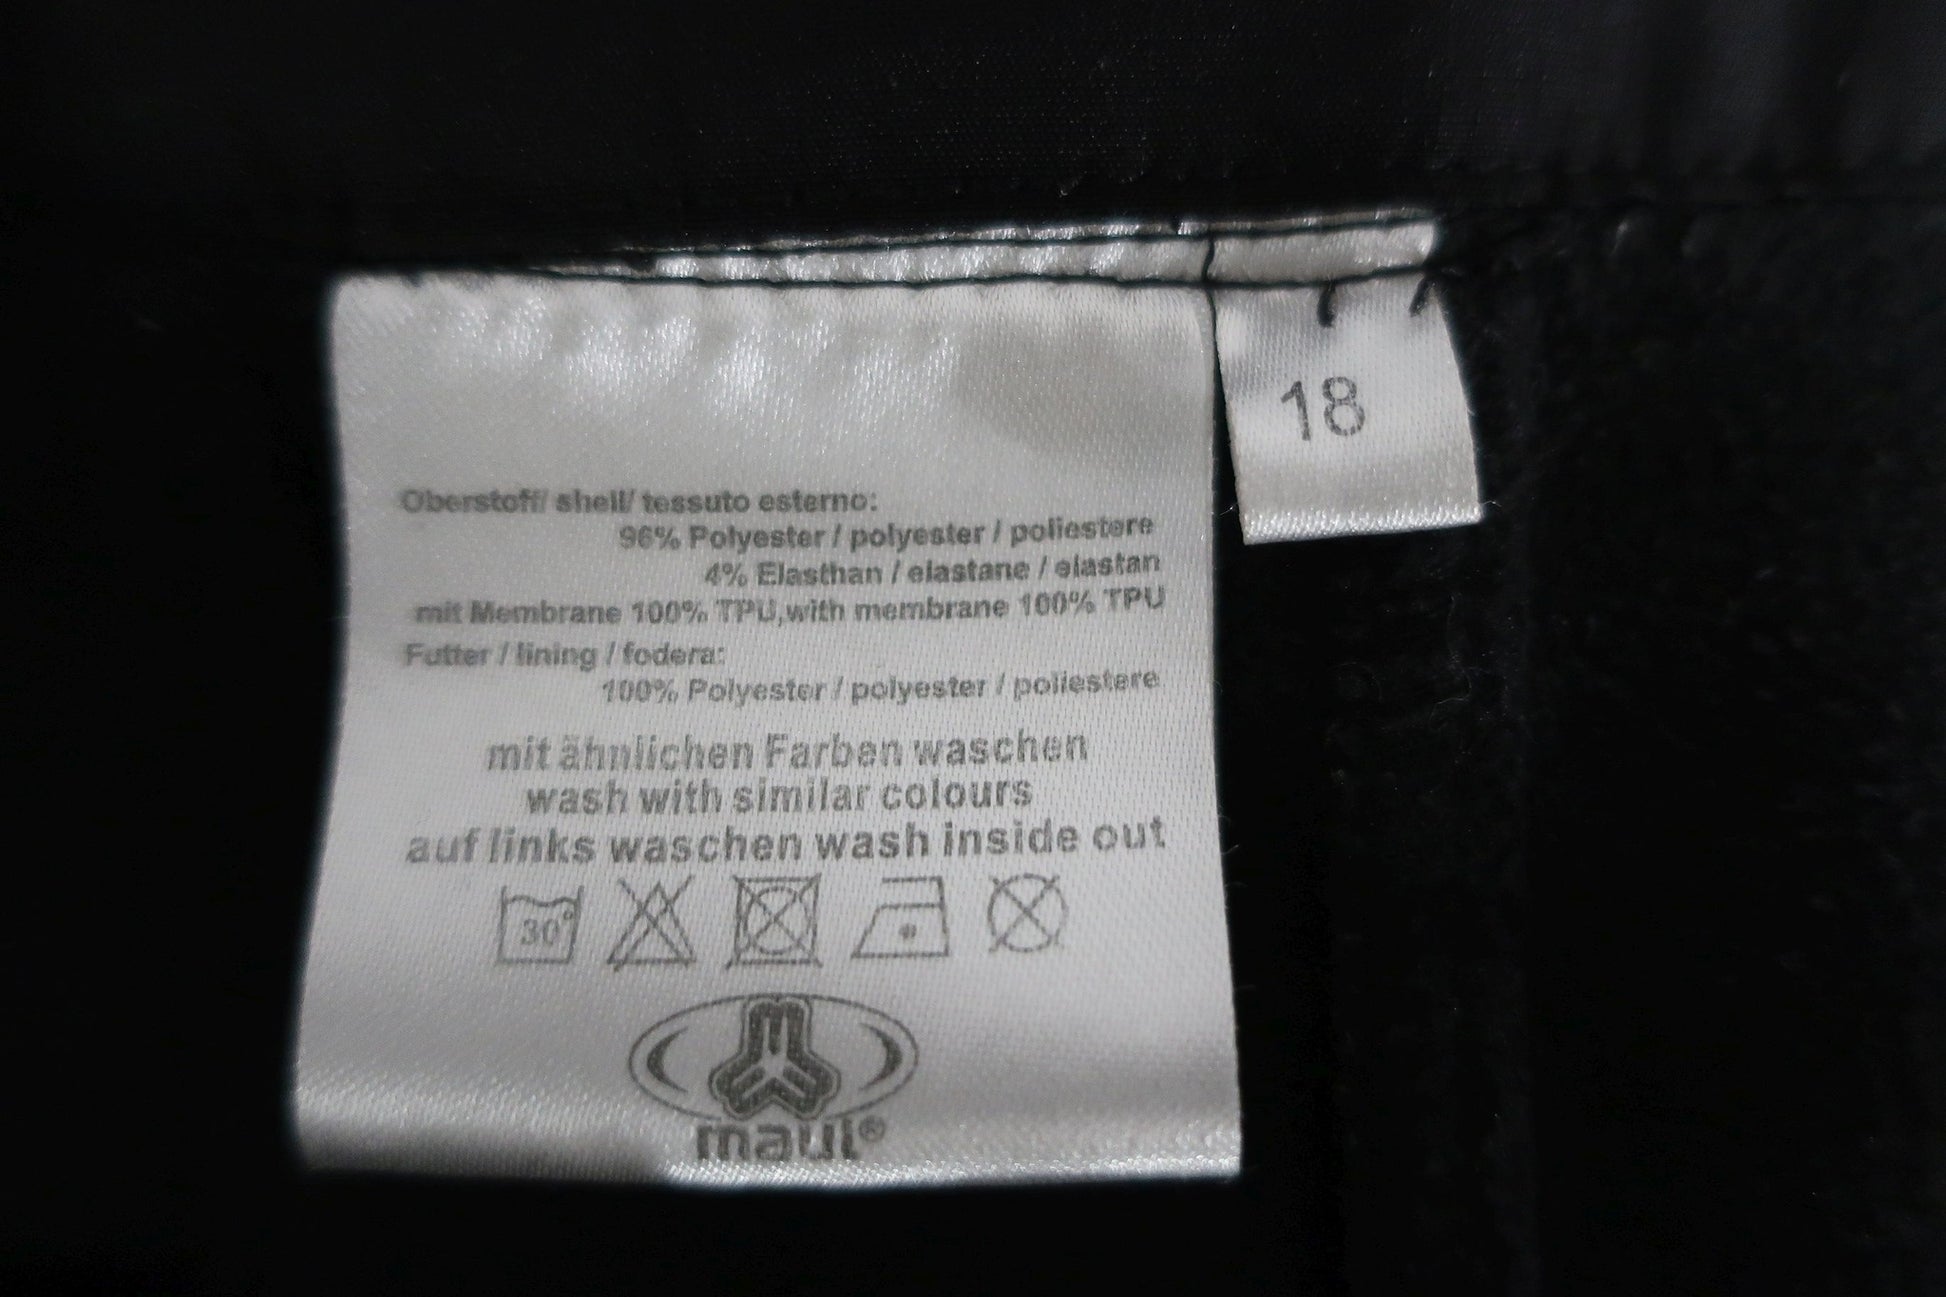 18
Oberstoff/ shell/ tessuto esterno:
96% Polyester / polyester / poliestere
4% Elasthan / elastane / elastan
mit Membrane 100% TPU,with membrane 100% TPU
Futter / lining / fodera:
100% Polyester / polyester / poliestere
mit ähnlichen Farben waschen
wash with similar colours
auf links waschen wash inside out
30°
maul®